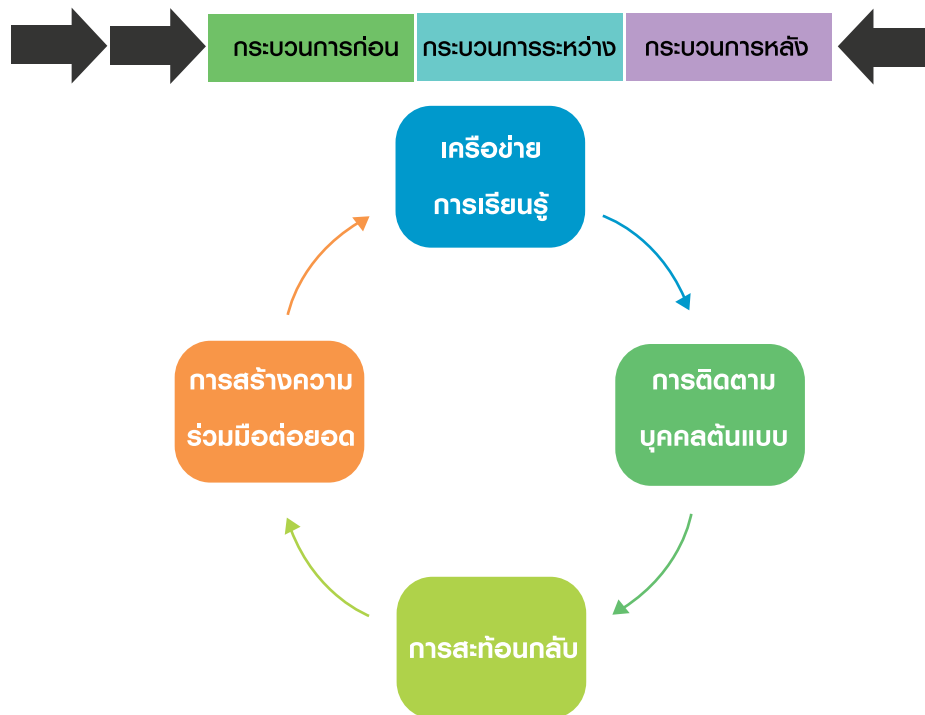 กระบวนการก่อน กระบวนการระหว่าง กระบวนการหลัง
เครือข่าย
การเรียนรู้
การสร้างความ
ร่วมมือต่อยอด
การติดตาม
บุคคลต้นแบบ
การสะท้อนกลับ